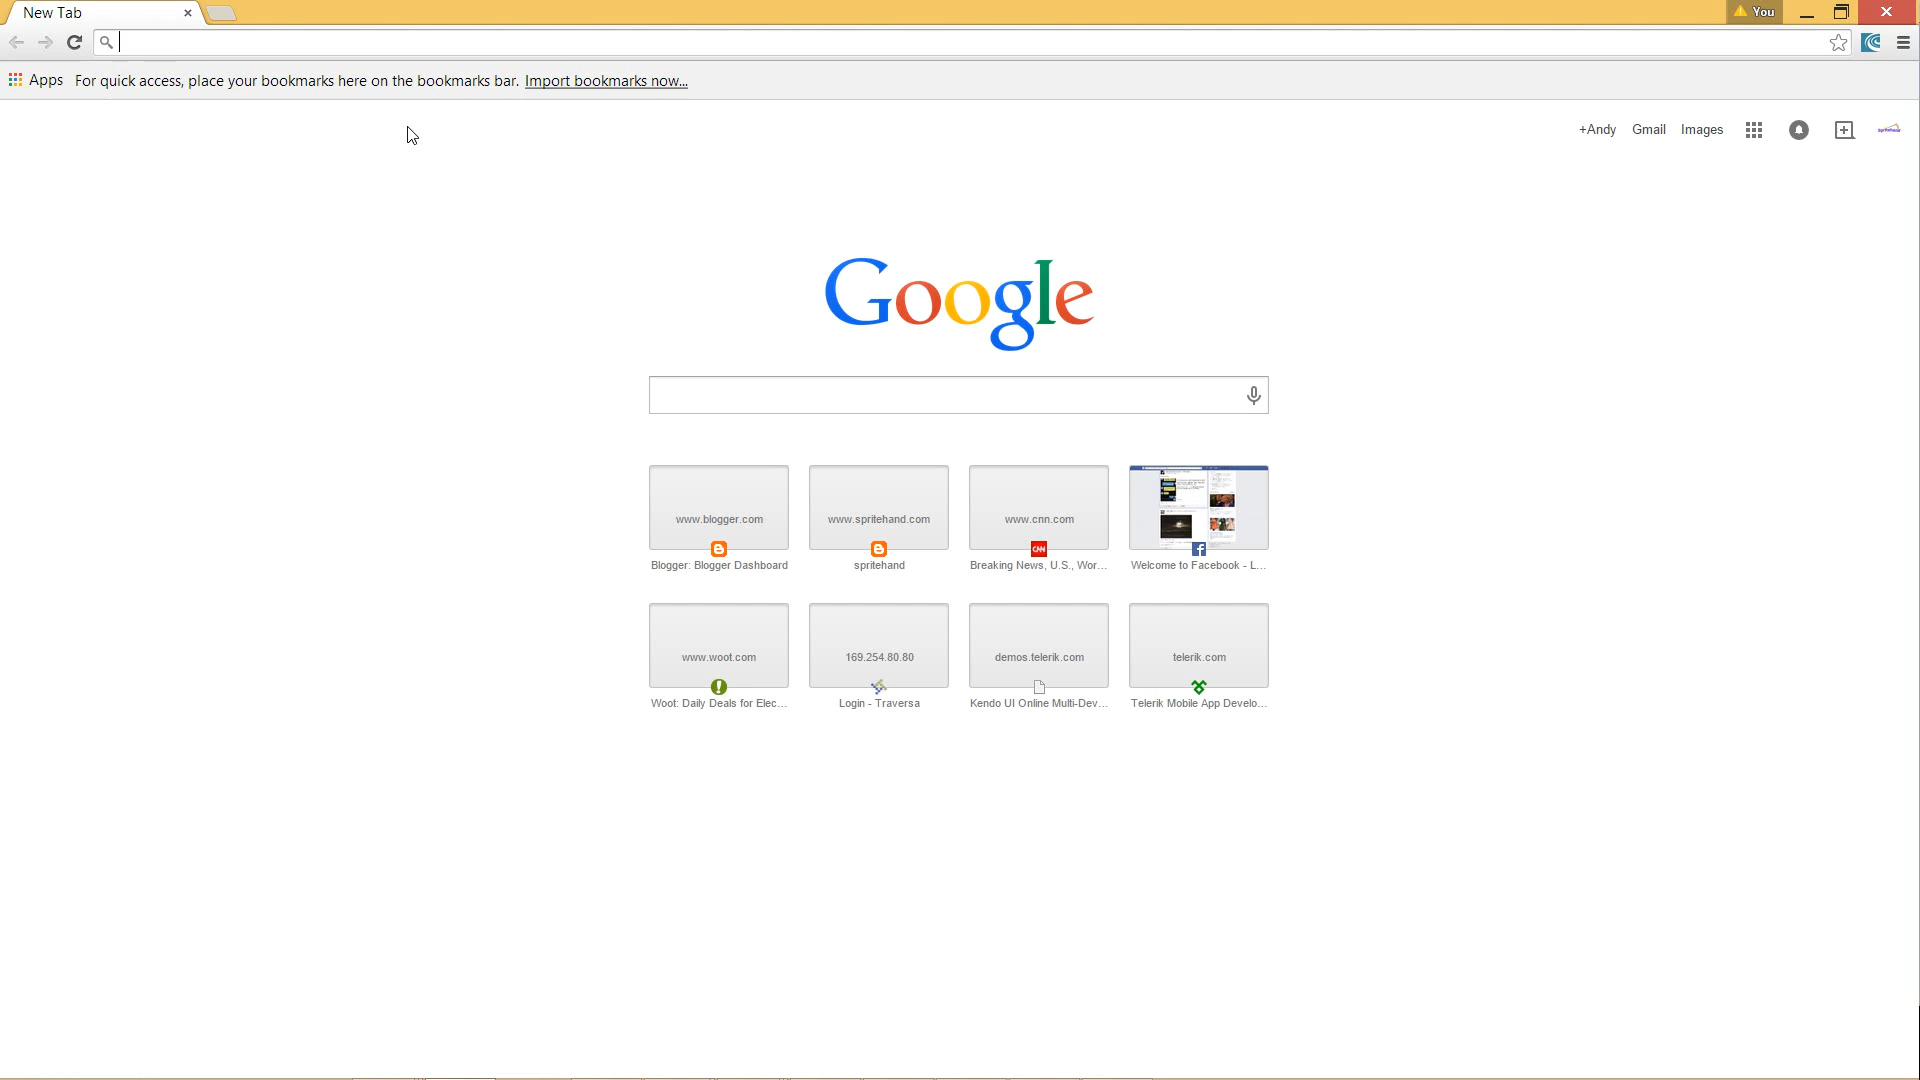 New Tab
You
Apps For quick access, place your bookmarks here on the bookmarks bar. Import bookmarks now...
+Andy Gmail Images
Google
www.blogger.com www.spritehand.com www.cnn.com
CNN
Blogger: Blogger Dashboard spritehand Breaking News, U.S., Wor... Welcome to Facebook - L...
www.woot.com 169.254.80.80 demos.telerik.com telerik.com
Woot: Daily Deals for Elec... Login - Traversa Kendo UI Online Multi-Dev... Telerik Mobile App Develo...